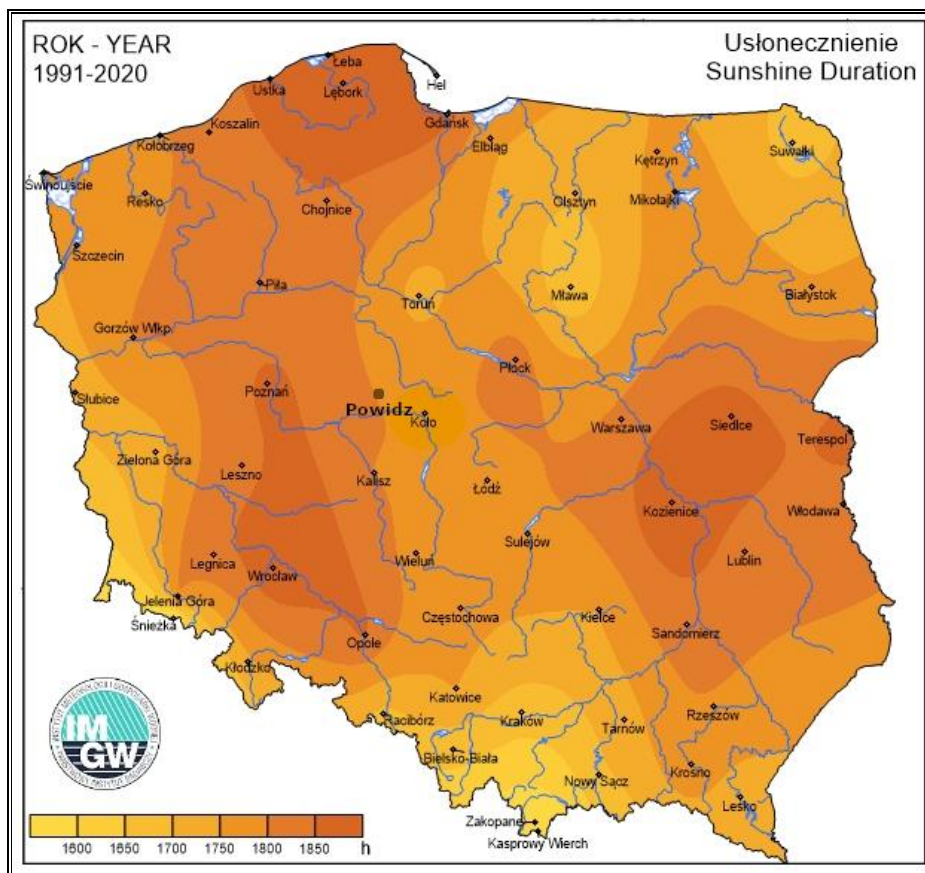 ROK - YEAR
1991-2020
Usłonecznienie
Sunshine Duration
Łeba
Ustka
Lębork
Hel
Gdańsk
Koszalin
Kołobrzeg
Elbląg
Kętrzyn
Suwałki
Świnoujście
Resko
Chojnice
Olsztyn
Mikołajki
Szczecin
Piła
Toruń
Mława
Białystok
Gorzów Wlkp.
Płock
Poznań
Słubice
Powidz
Koło
Warszawa
Siedlce
Terespol
Zielona Góra
Leszno
Kalisz
Łódź
Kozienice
Włodawa
Sulejów
Legnica
Wrocław
Wieluń
Lublin
Jelenia Góra
Śnieżka
Częstochowa
Kielce
Sandomierz
Opole
Kłodzko
Katowice
Racibórz
Kraków
Tarnów
Rzeszów
Bielsko-Biała
Nowy Sącz
Krosno
Lesko
Zakopane
Kasprowy Wierch
IM
GW
1600 1650 1700 1750 1800 1850 h